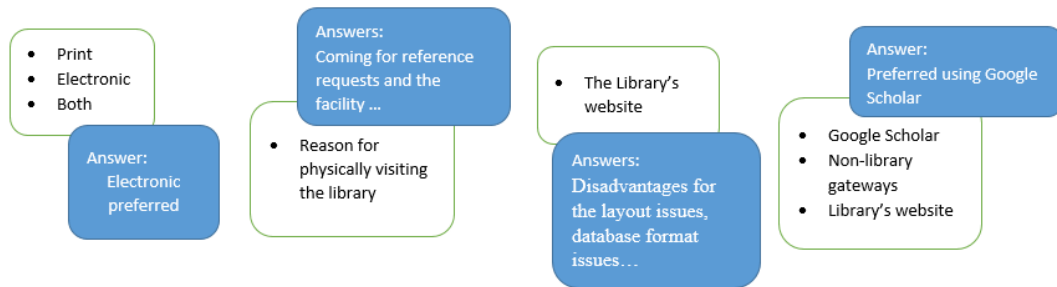 • Print
• Electronic
• Both
Answer:
Electronic
preferred
Answers:
Coming for reference
requests and the
facility …
• Reason for
physically visiting
the library
• The Library’s
website
Answers:
Disadvantages for
the layout issues,
database format
issues…
Answer:
Preferred using Google
Scholar
• Google Scholar
• Non-library
gateways
• Library’s website